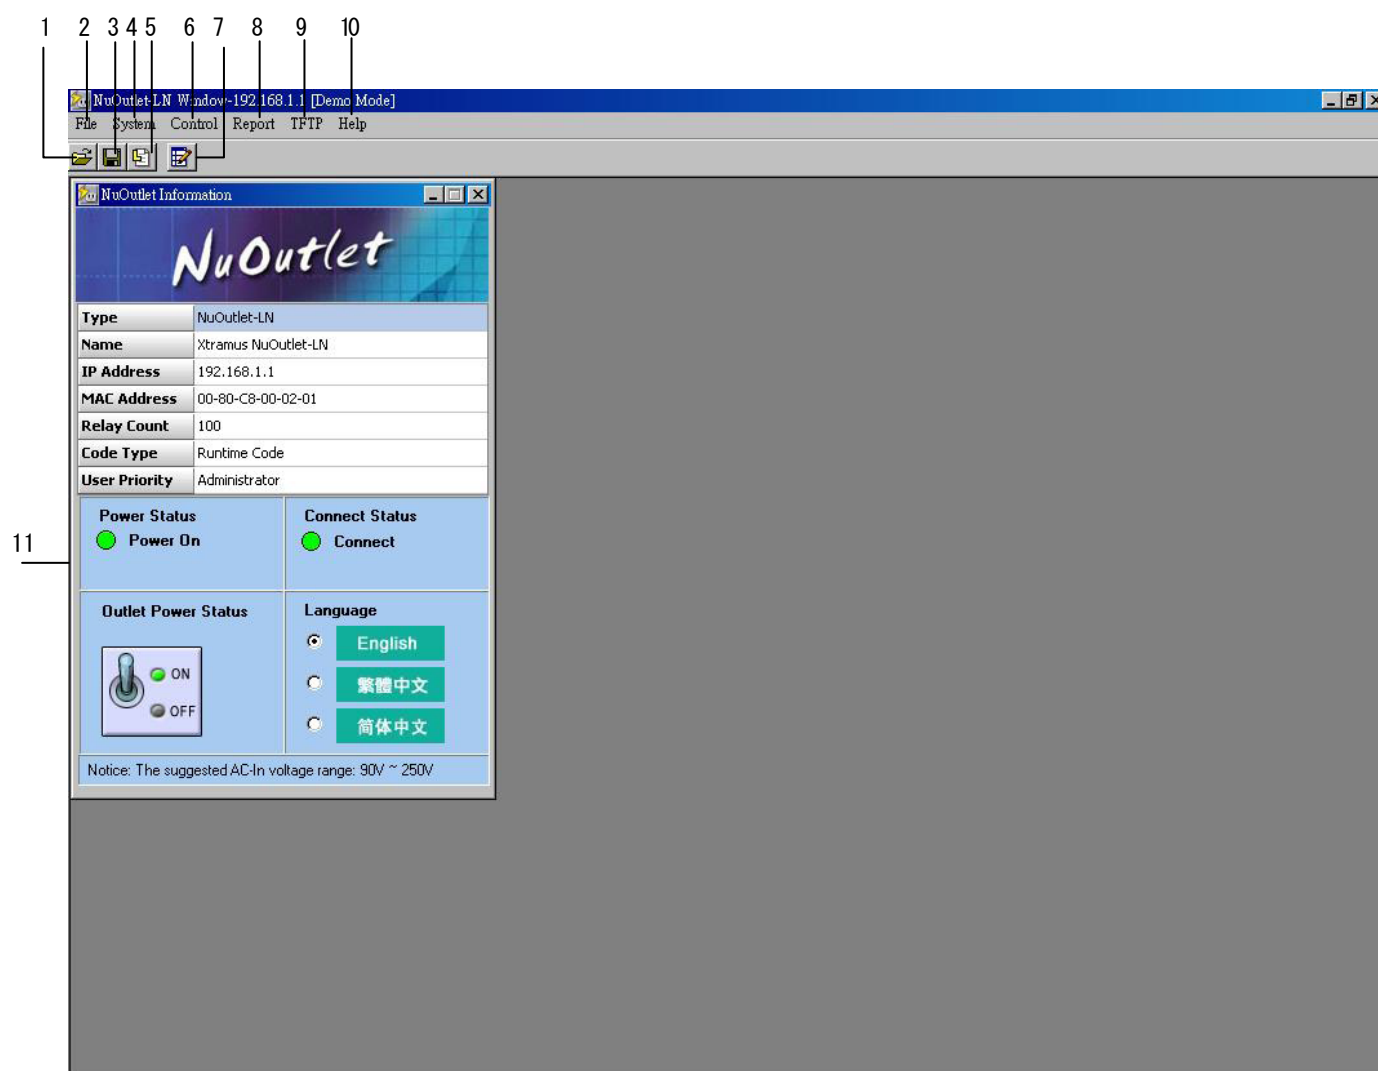 1 2 3 4 5 6 7 8 9 10
NuOutlet-LN Window-192.168.1.1 [Demo Mode]
File System Control Report TFTP Help
NuOutlet Information
NuOutlet
Type NuOutlet-LN
Name Xtramus NuOutlet-LN
IP Address 192.168.1.1
MAC Address 00-80-C8-00-02-01
Relay Count 100
Code Type Runtime Code
User Priority Administrator
Power Status Connect Status
Power On Connect
11
Outlet Power Status Language
English
ON
繁體中文
OFF
简体中文
Notice: The suggested AC-In voltage range: 90V ~ 250V